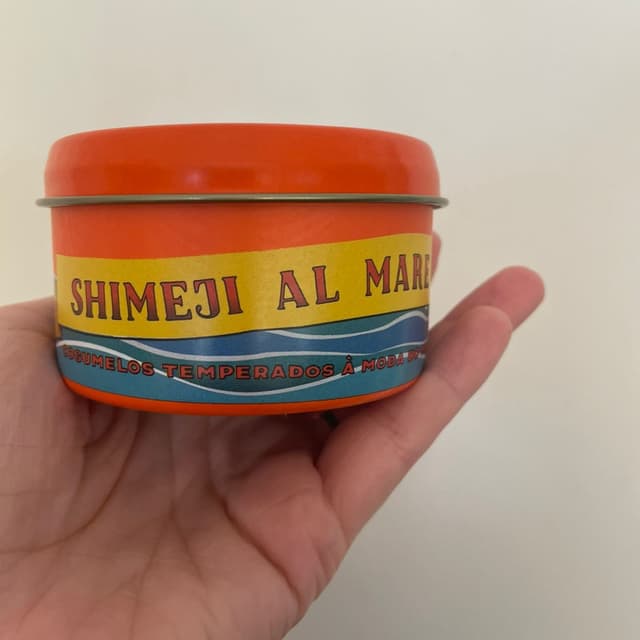 SHIMEJI AL MARE
COGUMELOS TEMPERADOS À MODA